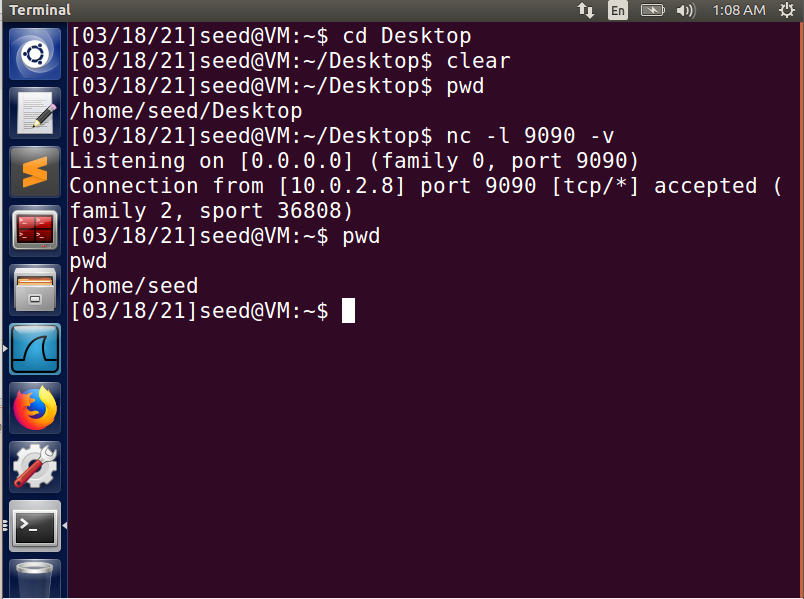 Terminal
En
1:08 AM
[03/18/21]seed@VM:~$ cd Desktop
[03/18/21]seed@VM:~/Desktop$ clear
[03/18/21]seed@VM:~/Desktop$ pwd
/home/seed/Desktop
[03/18/21]seed@VM:~/Desktop$ nc -l 9090 -v
Listening on [0.0.0.0] (family 0, port 9090)
Connection from [10.0.2.8] port 9090 [tcp/*] accepted (
family 2, sport 36808)
[03/18/21]seed@VM:~$ pwd
pwd
/home/seed
[03/18/21]seed@VM:~$